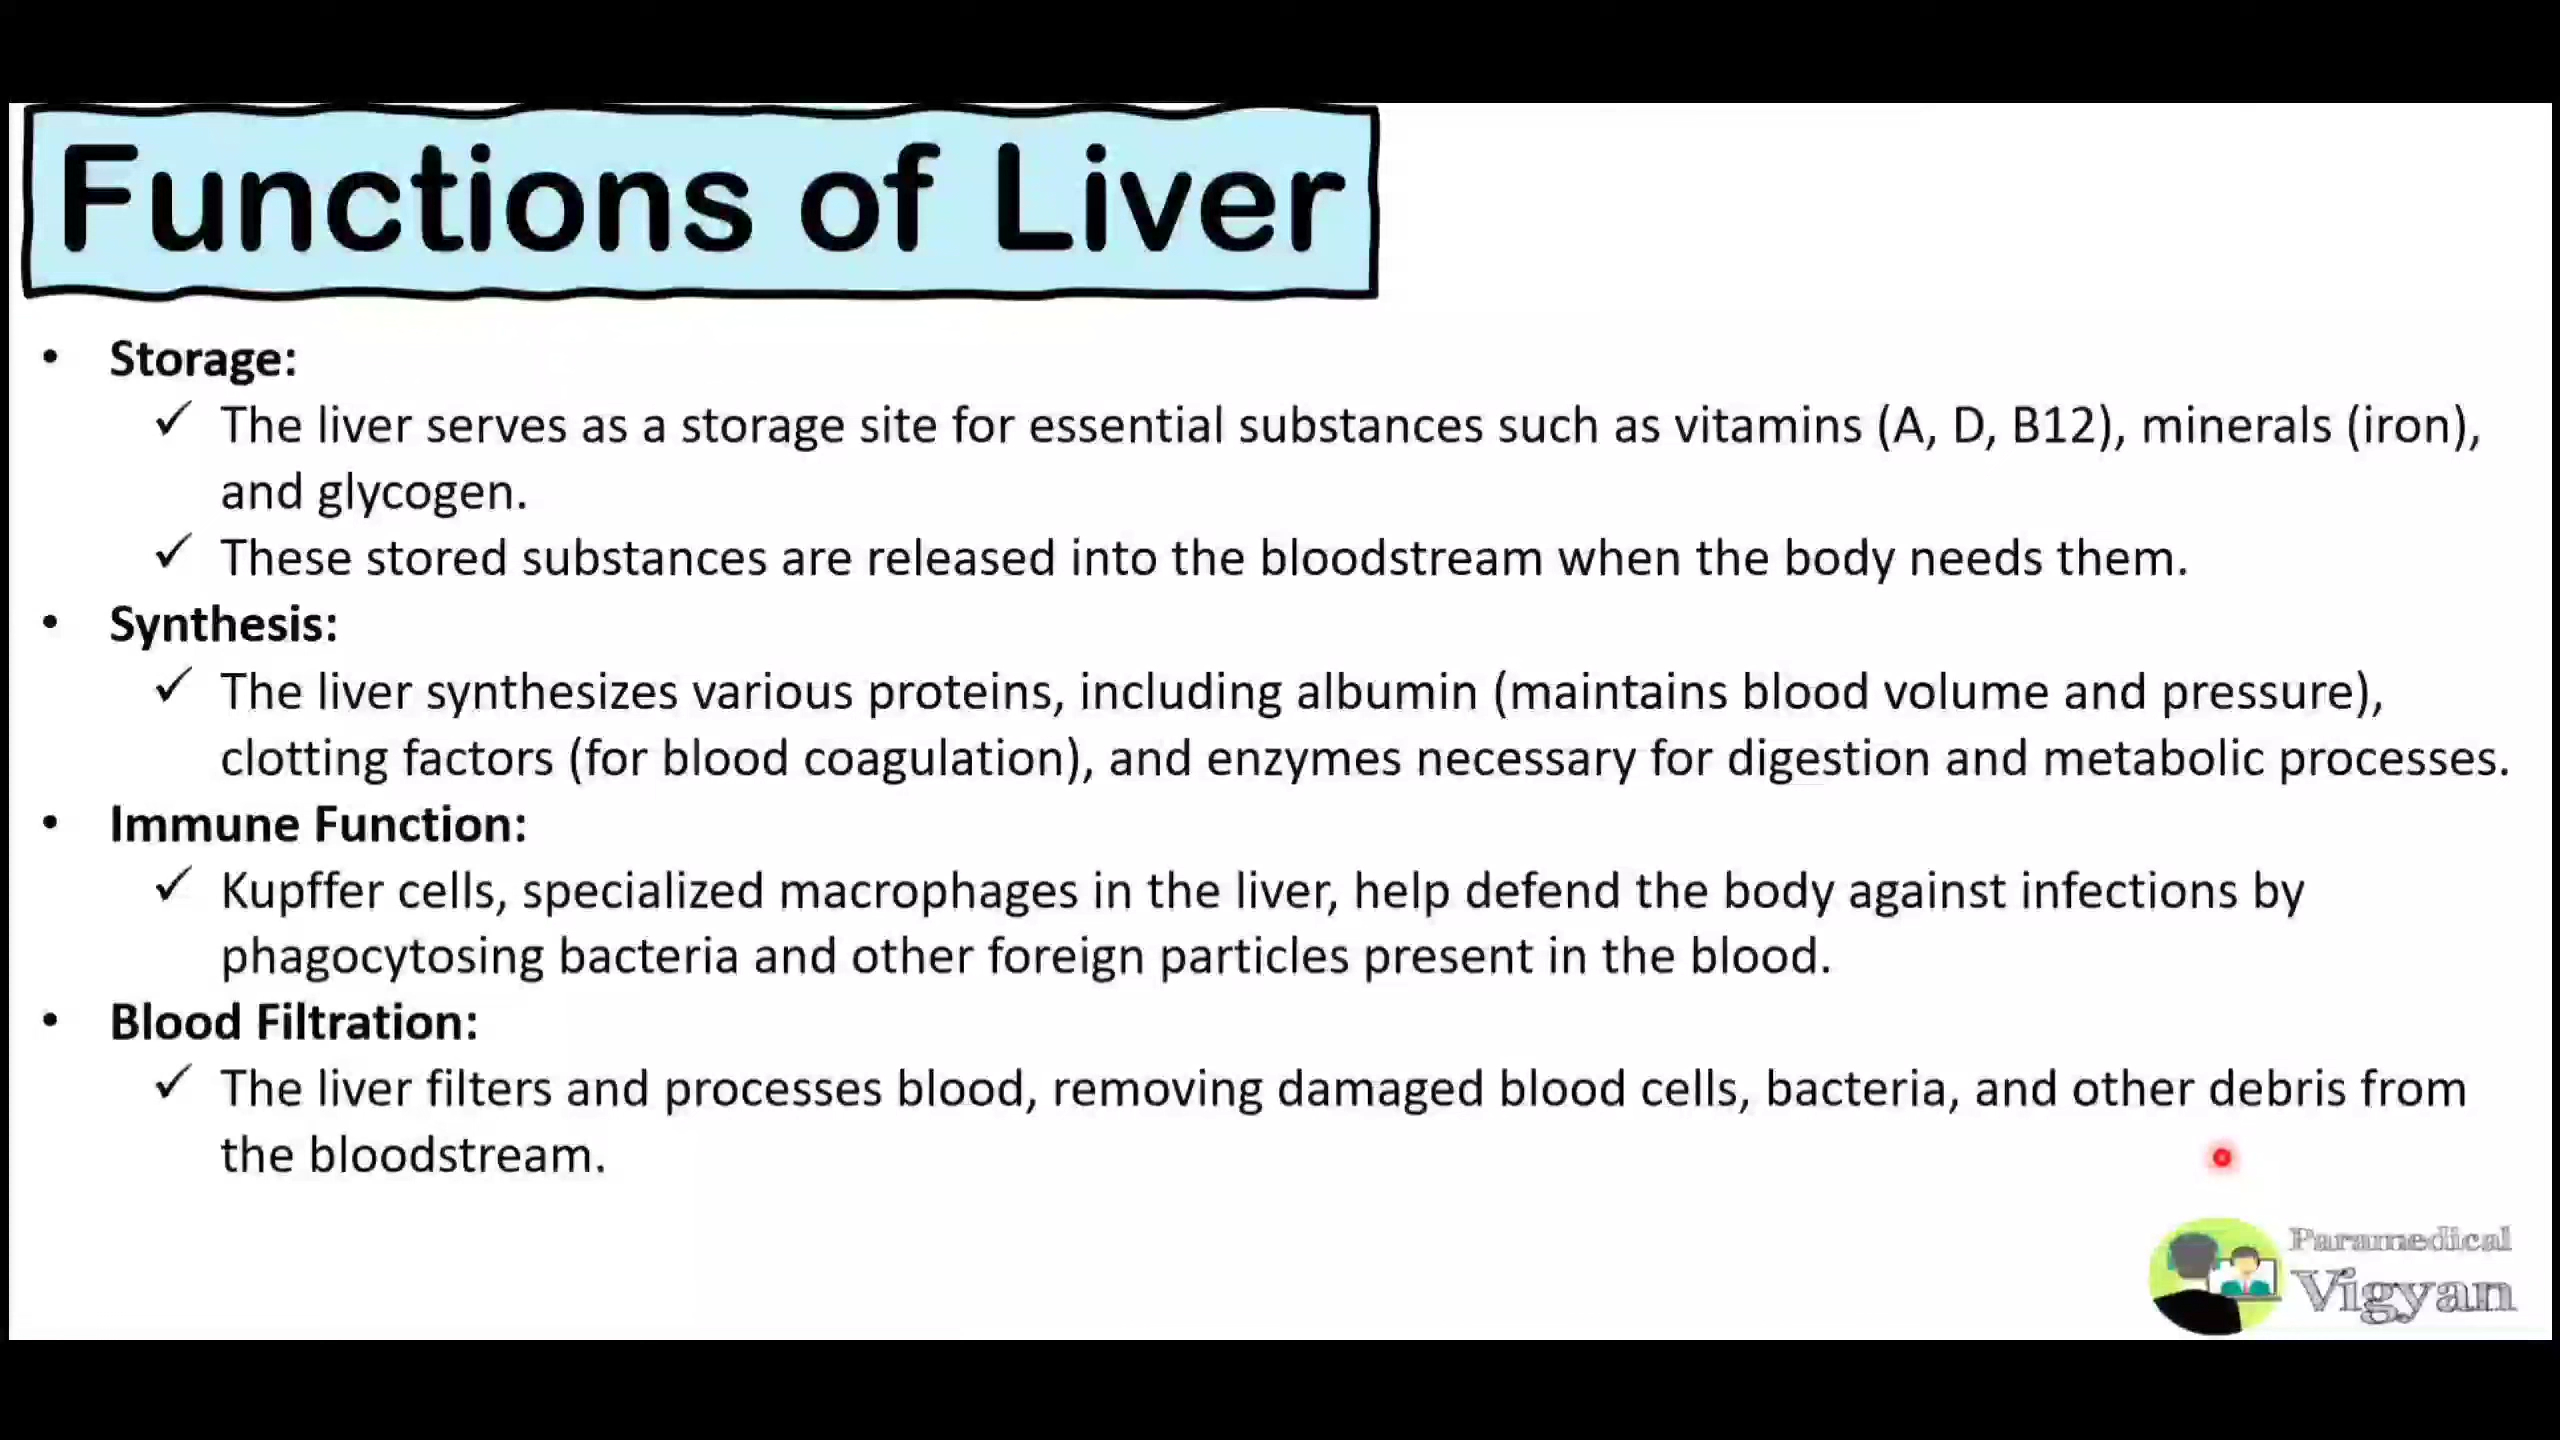 Functions of Liver
• Storage:
✓ The liver serves as a storage site for essential substances such as vitamins (A, D, B12), minerals (iron),
and glycogen.
✓ These stored substances are released into the bloodstream when the body needs them.
• Synthesis:
✓ The liver synthesizes various proteins, including albumin (maintains blood volume and pressure),
clotting factors (for blood coagulation), and enzymes necessary for digestion and metabolic processes.
• Immune Function:
✓ Kupffer cells, specialized macrophages in the liver, help defend the body against infections by
phagocytosing bacteria and other foreign particles present in the blood.
• Blood Filtration:
✓ The liver filters and processes blood, removing damaged blood cells, bacteria, and other debris from
the bloodstream.
Paramedical
Vigyan